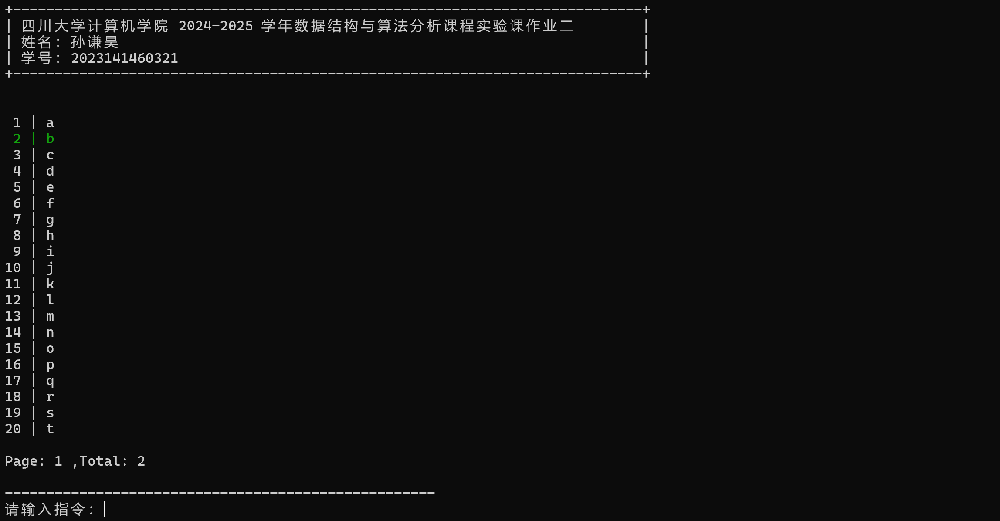 +----------------------------------------------------------------------------+
| 四川大学计算机学院 2024-2025 学年数据结构与算法分析课程实验课作业二 |
| 姓名：孙谦昊 |
| 学号：2023141460321 |
+----------------------------------------------------------------------------+
1 | a
2 | b
3 | c
4 | d
5 | e
6 | f
7 | g
8 | h
9 | i
10 | j
11 | k
12 | l
13 | m
14 | n
15 | o
16 | p
17 | q
18 | r
19 | s
20 | t
Page: 1 ,Total: 2
----------------------------------------------------
请输入指令：